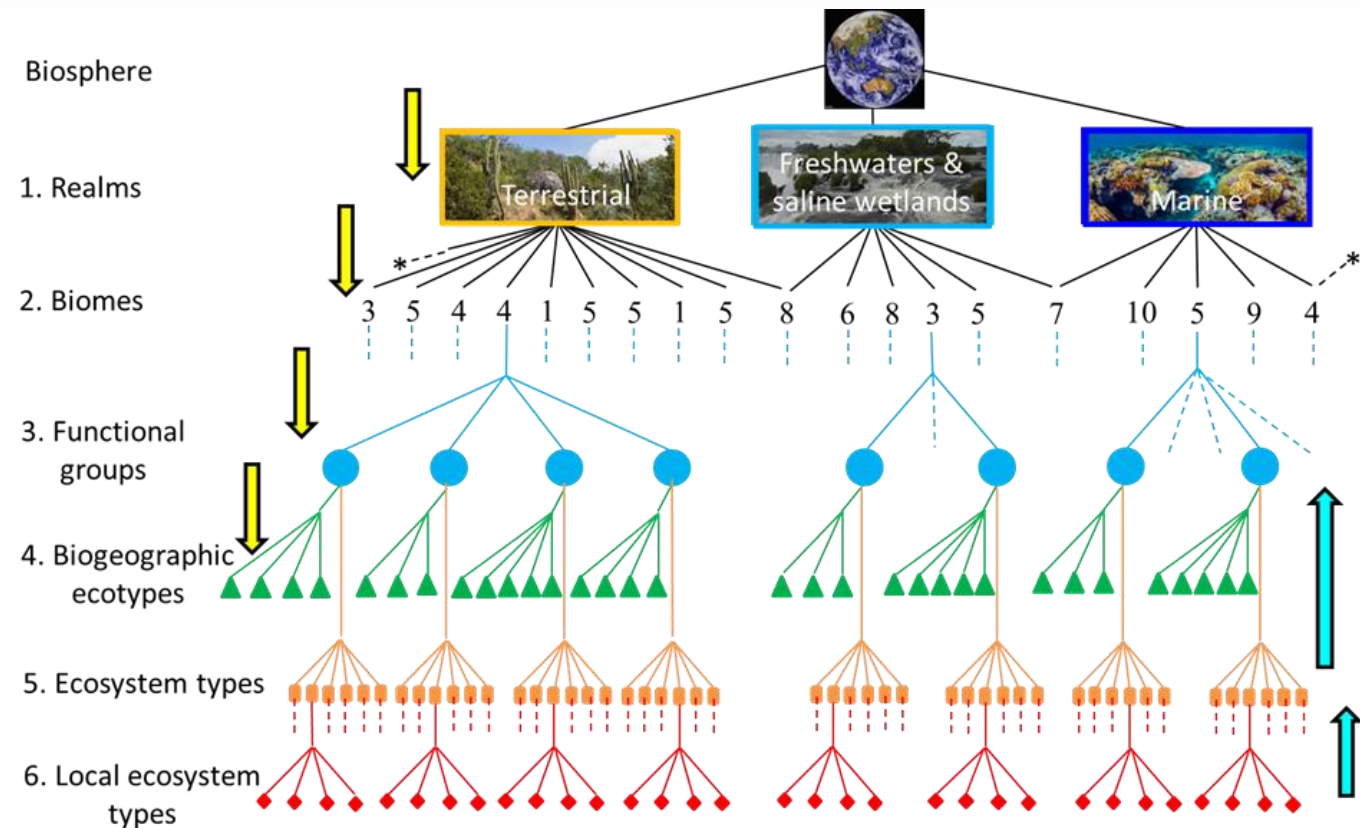 Biosphere
1. Realms
Terrestrial
Freshwaters &
saline wetlands
Marine
*
*
2. Biomes
3 5 4 4 1 5 5 1 5 8 6 8 3 5 7 10 5 9 4
3. Functional
groups
4. Biogeographic
ecotypes
5. Ecosystem types
6. Local ecosystem
types